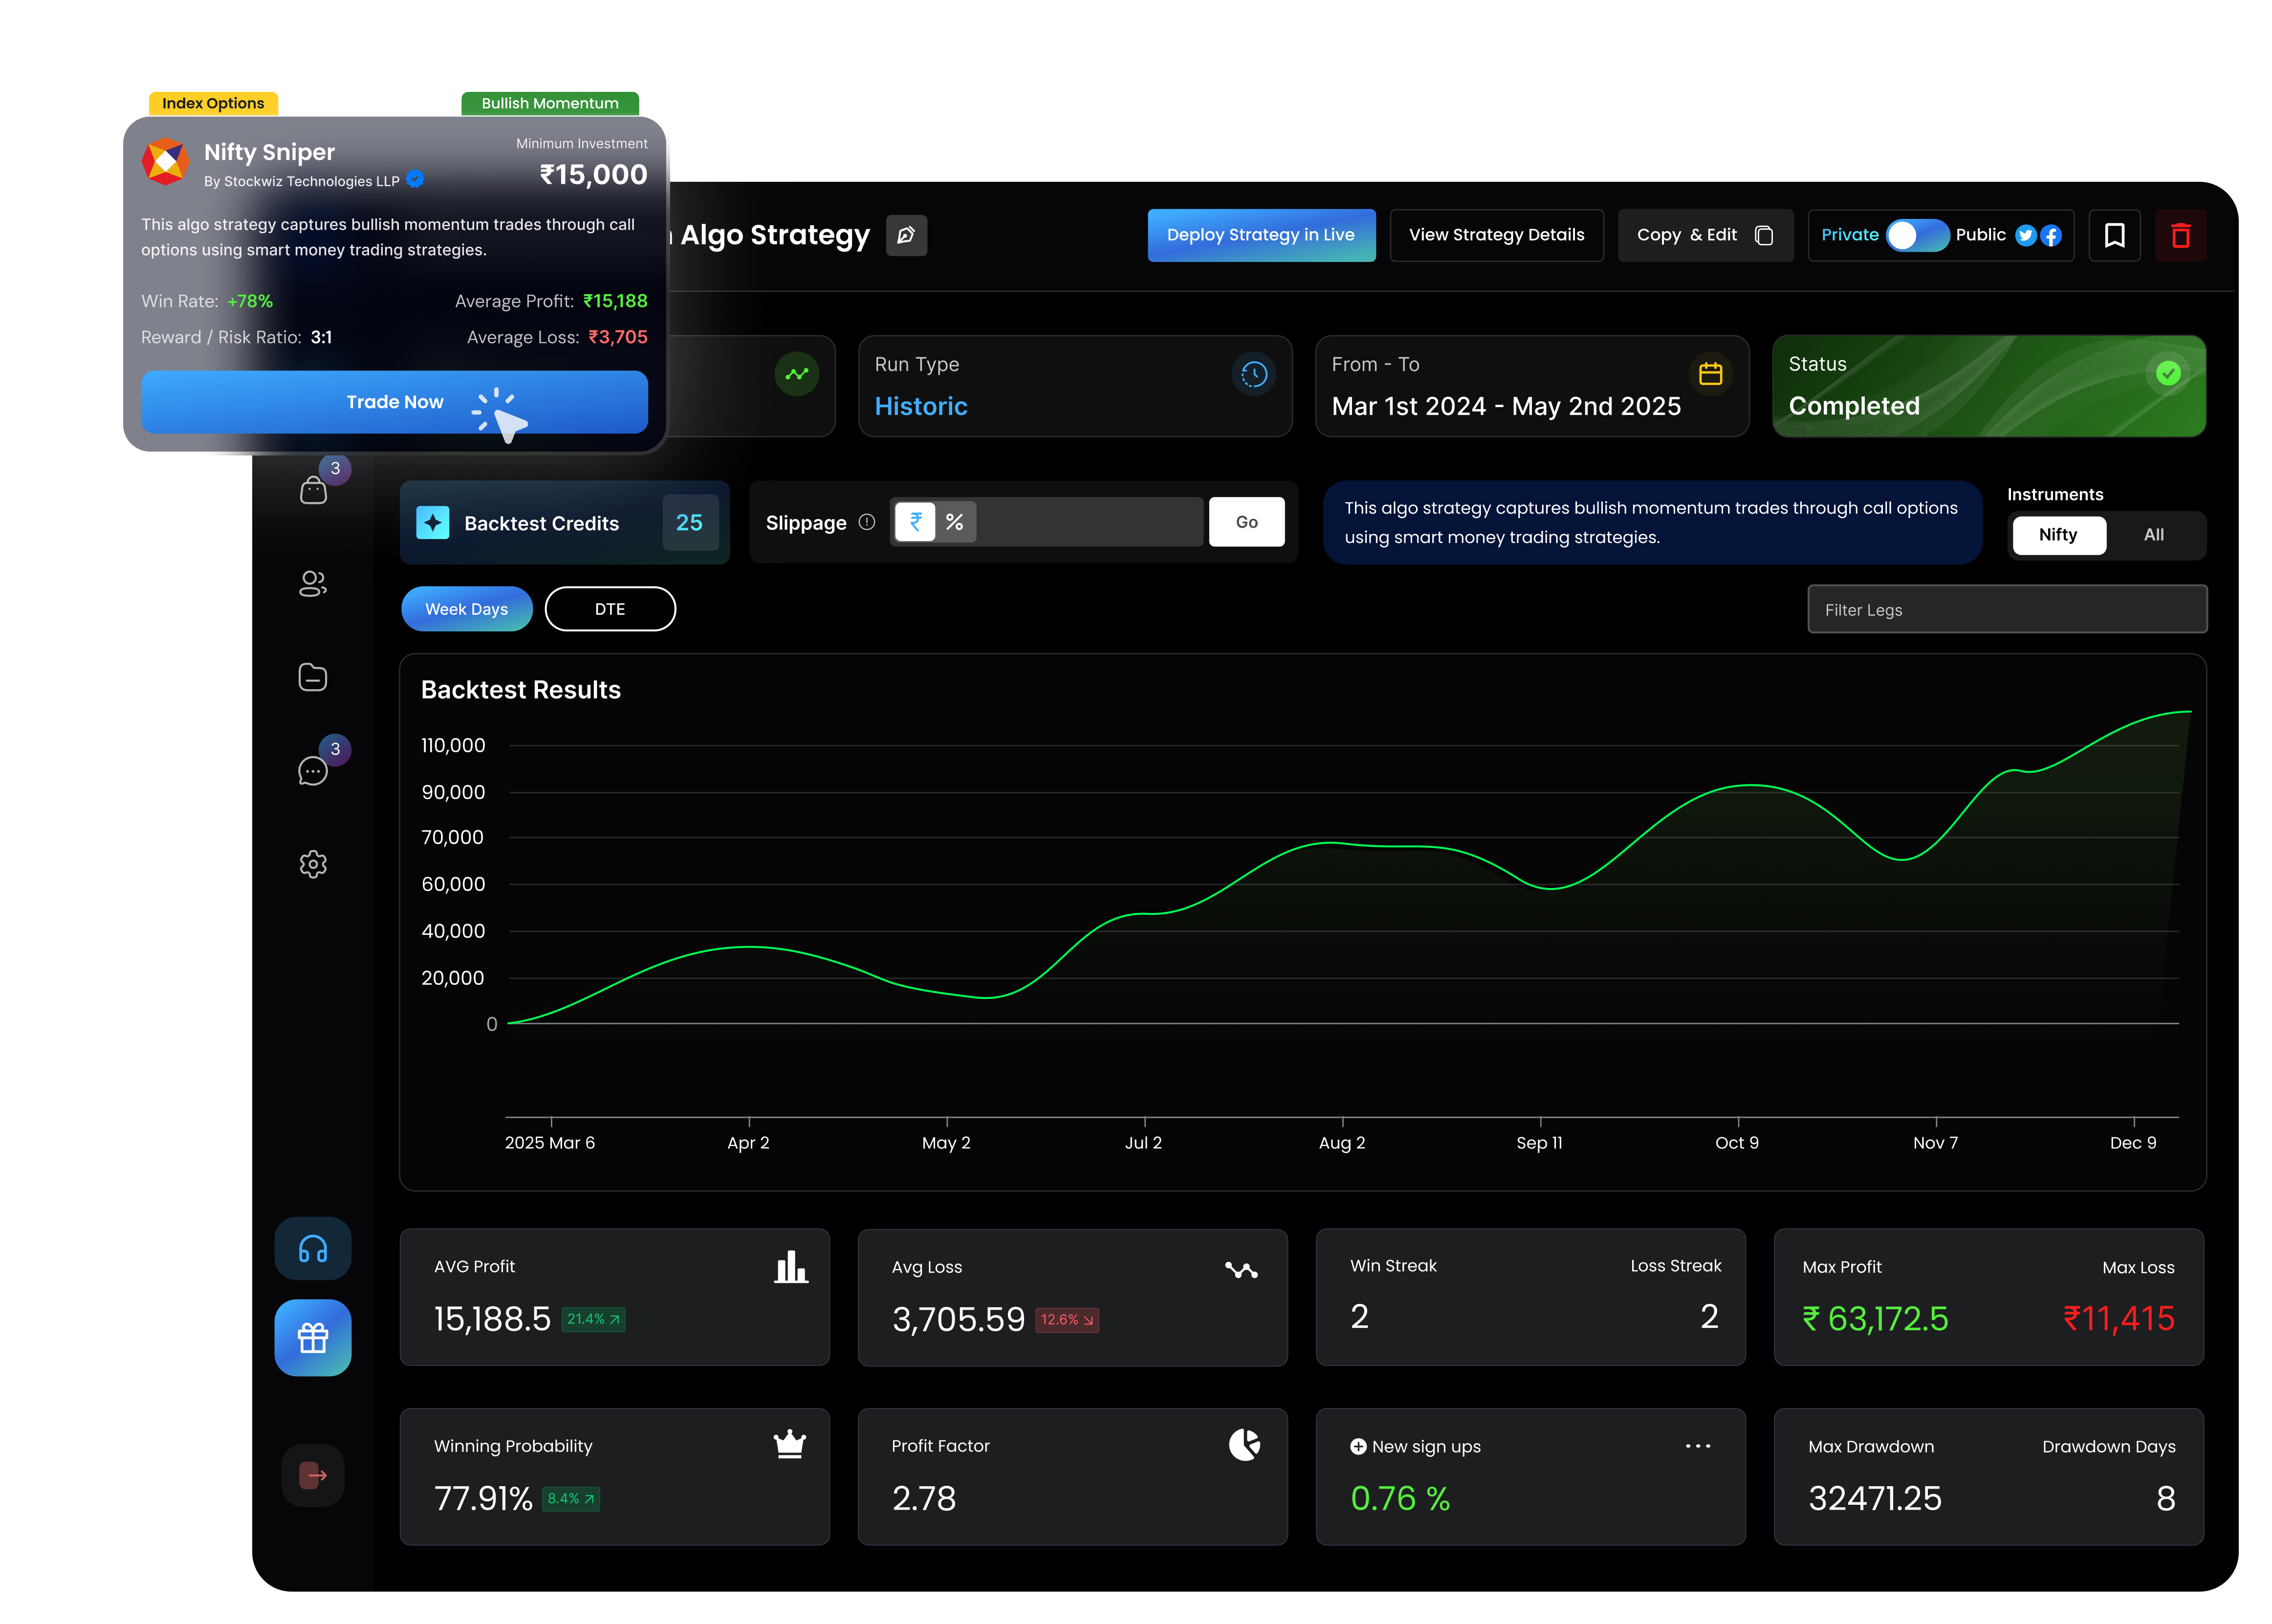 Index Options
Bullish Momentum
Nifty Sniper
By Stockwiz Technologies LLP
Minimum Investment
₹15,000
This algo strategy captures bullish momentum trades through call
options using smart money trading strategies.
Win Rate: +78%
Average Profit: ₹15,188
Reward / Risk Ratio: 3:1
Average Loss: ₹3,705
Trade Now
Algo Strategy
Deploy Strategy in Live
View Strategy Details
Copy & Edit
Private
Public
Run Type
Historic
From - To
Mar 1st 2024 - May 2nd 2025
Status
Completed
3
3
Backtest Credits 25
Slippage
₹ %
Go
This algo strategy captures bullish momentum trades through call options
using smart money trading strategies.
Instruments
Nifty All
Week Days
DTE
Filter Legs
Backtest Results
110,000
90,000
70,000
60,000
40,000
20,000
0
2025 Mar 6 Apr 2 May 2 Jul 2 Aug 2 Sep 11 Oct 9 Nov 7 Dec 9
AVG Profit
15,188.5 21.4%
Avg Loss
3,705.59 12.6%
Win Streak Loss Streak
2 2
Max Profit Max Loss
₹ 63,172.5 ₹11,415
Winning Probability
77.91% 8.4%
Profit Factor
2.78
New sign ups
0.76 %
Max Drawdown Drawdown Days
32471.25 8